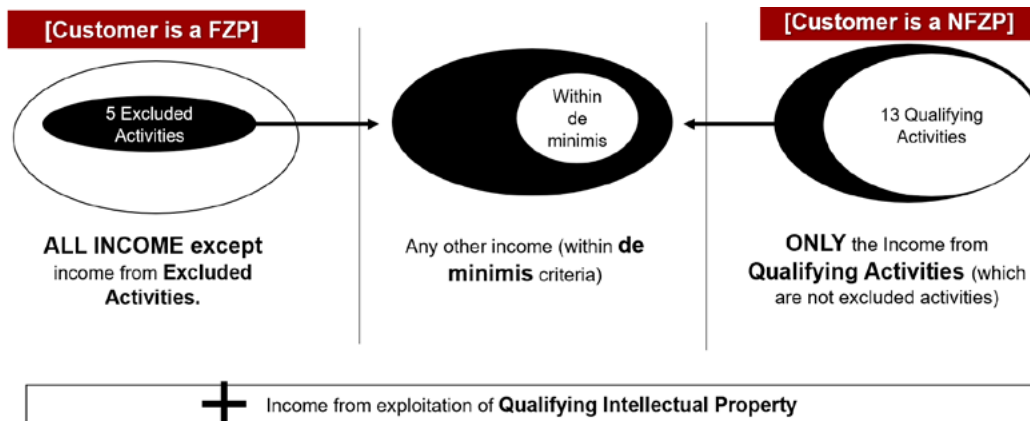 [Customer is a FZP]
[Customer is a NFZP]
5 Excluded
Activities
Within
de
minimis
13 Qualifying
Activities
ALL INCOME except
income from Excluded
Activities.
Any other income (within de
minimis criteria)
ONLY the Income from
Qualifying Activities (which
are not excluded activities)
Income from exploitation of Qualifying Intellectual Property